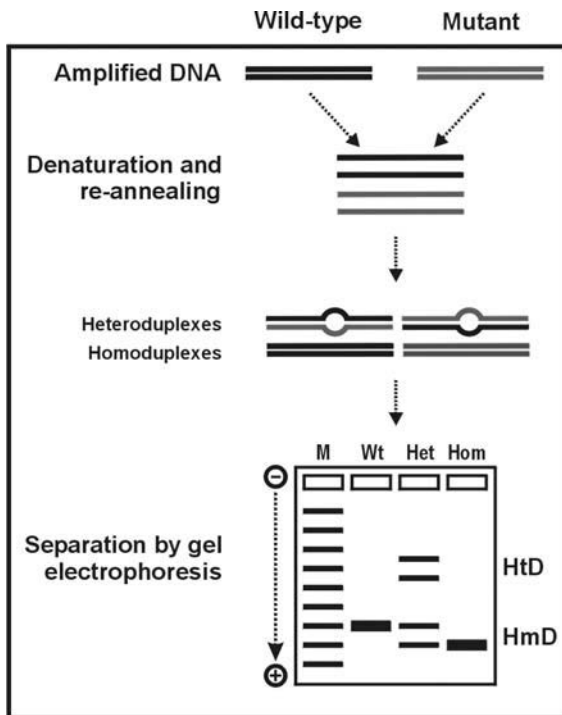 Wild-type Mutant
Amplified DNA
Denaturation and
re-annealing
Heteroduplexes
Homoduplexes
M Wt Het Hom
−
Separation by gel
electrophoresis
HtD
HmD
+